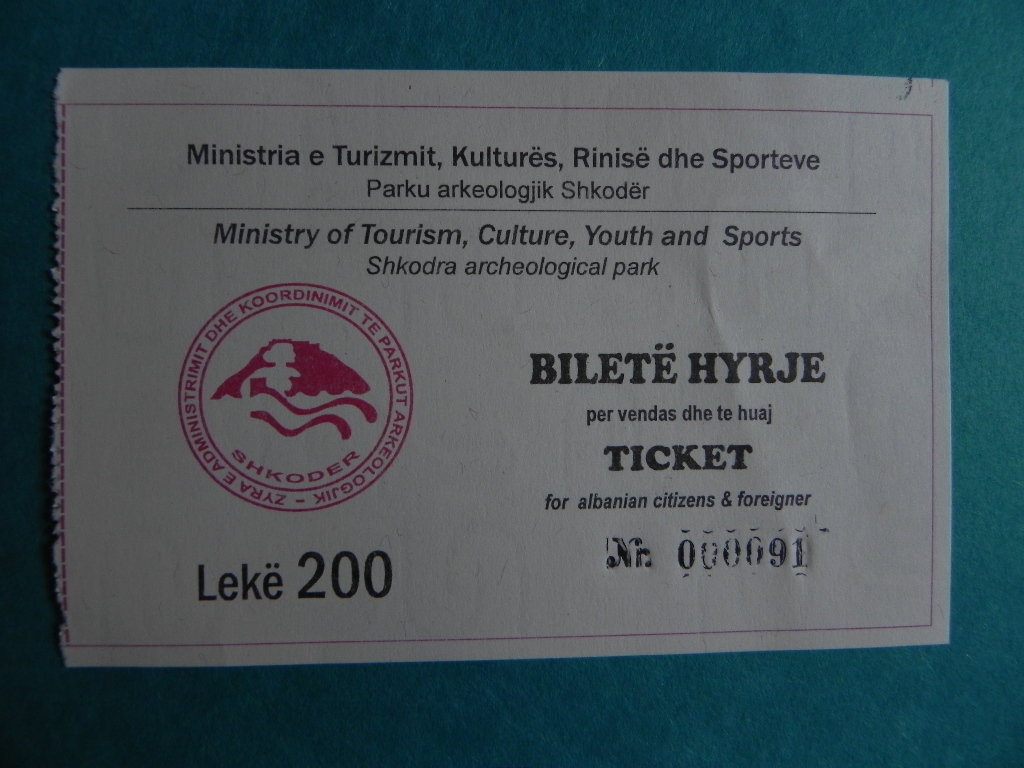 Ministria e Turizmit, Kulturës, Rinisë dhe Sporteve
Parku arkeologjik Shkodër
Ministry of Tourism, Culture, Youth and Sports
Shkodra archeological park
ZYRA E ADMINISTRIMIT DHE KOORDINIMIT TE PARKUT ARKEOLOGJIK -
SHKODER
BILETË HYRJE
per vendas dhe te huaj
TICKET
for albanian citizens & foreigner
Nr. 000091
Lekë 200